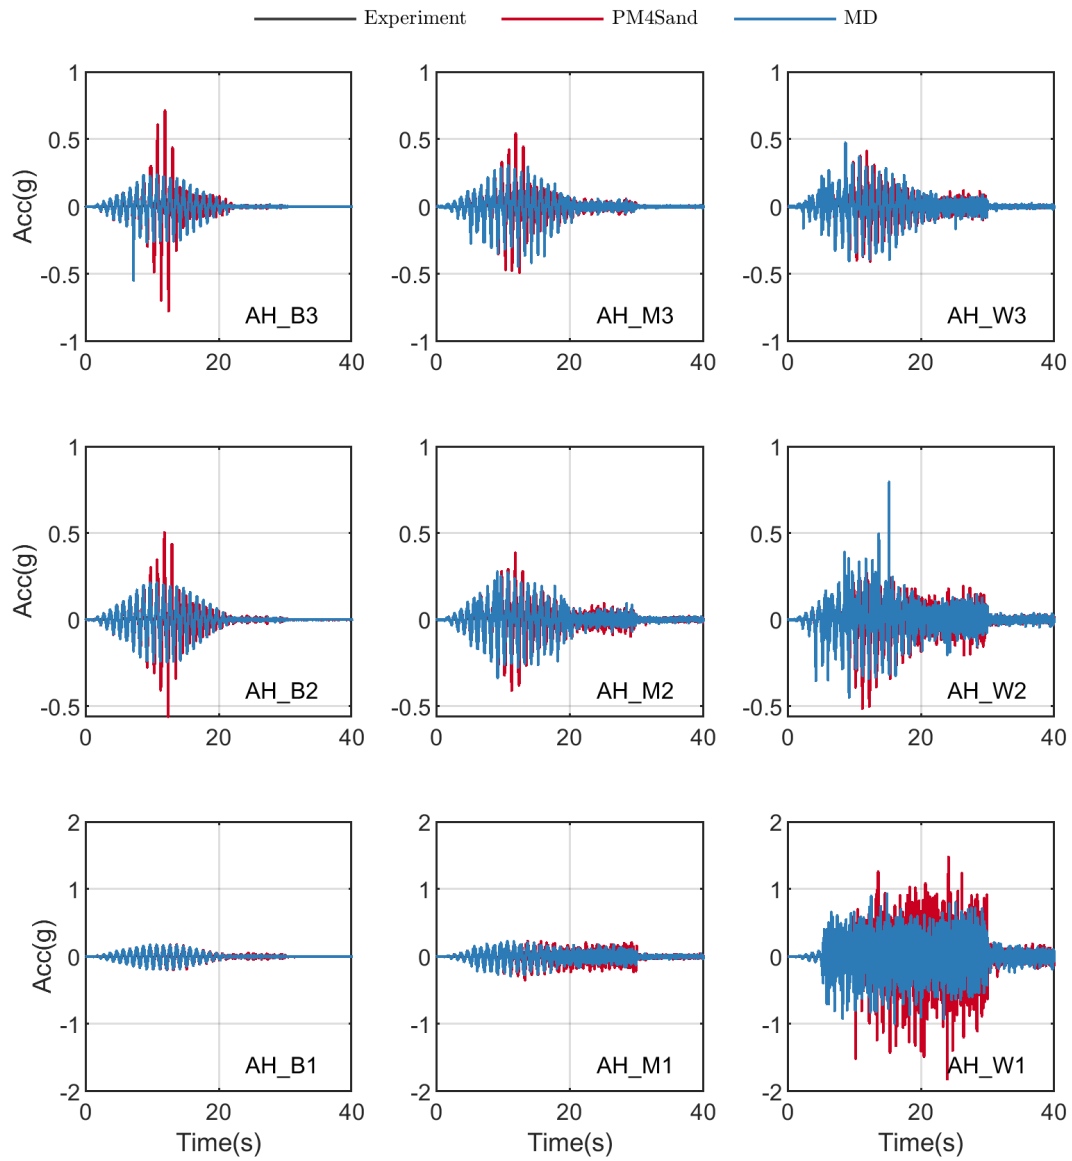 Experiment PM4Sand MD
1 1 1
0.5 0.5 0.5
Acc(g) 0 0 0
-0.5 -0.5 -0.5
AH_B3 AH_M3 AH_W3
-1 -1 -1
0 20 40 0 20 40 0 20 40
1 1 1
0.5 0.5 0.5
Acc(g) 0 0 0
AH_B2 AH_M2 AH_W2
-0.5 -0.5 -0.5
0 20 40 0 20 40 0 20 40
2 2 2
1 1 1
Acc(g) 0 0 0
-1 -1 -1
AH_B1 AH_M1 AH_W1
-2 -2 -2
0 20 40 0 20 40 0 20 40
Time(s) Time(s) Time(s)